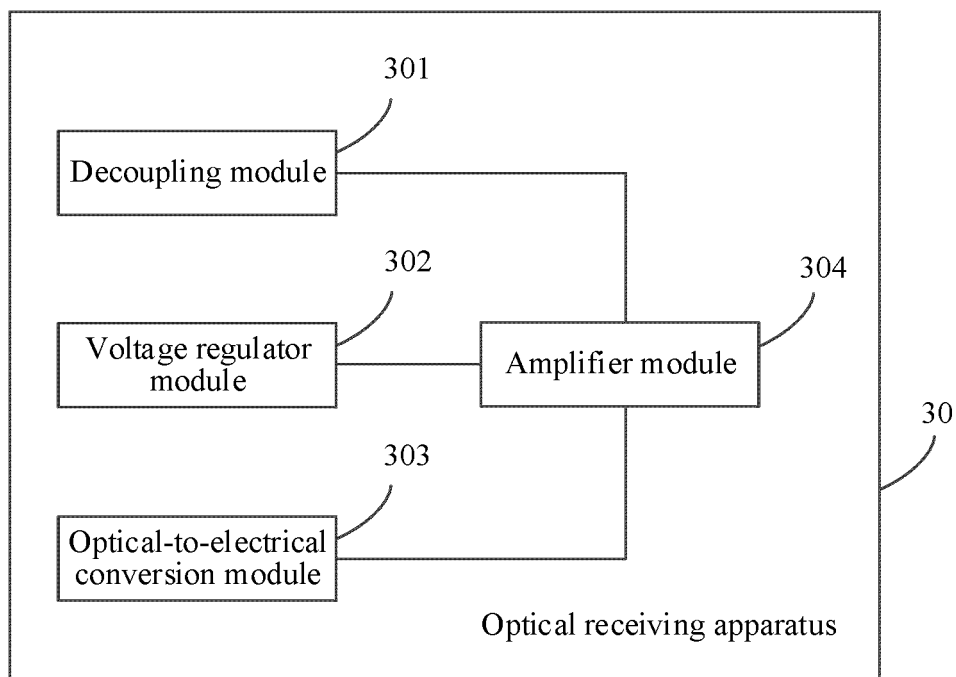 301
Decoupling module
302
304
Voltage regulator
module
Amplifier module
30
303
Optical-to-electrical
conversion module
Optical receiving apparatus